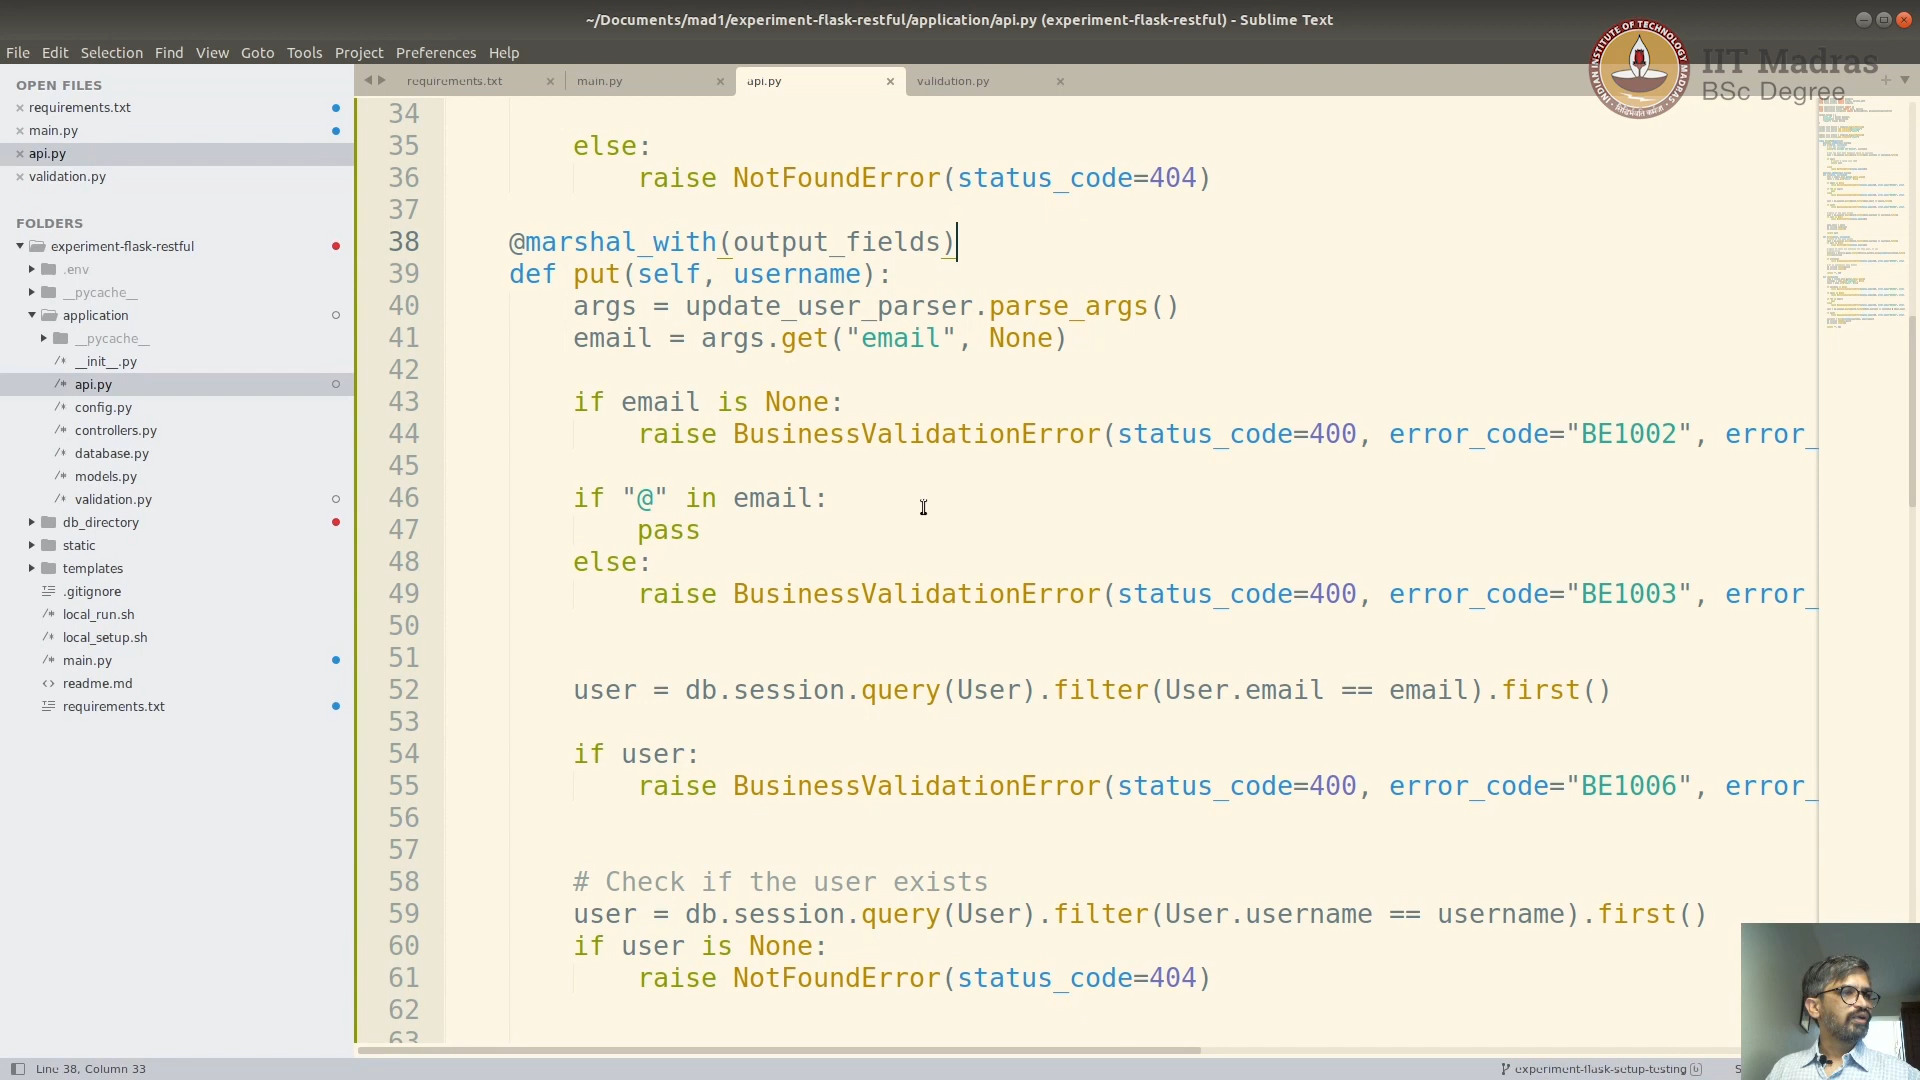 ~/Documents/mad1/experiment-flask-restful/application/api.py (experiment-flask-restful) - Sublime Text
File Edit Selection Find View Goto Tools Project Preferences Help
IIT Madras
BSc Degree
INDIAN INSTITUTE OF TECHNOLOGY MADRAS
OPEN FILES
requirements.txt
main.py
api.py
validation.py
FOLDERS
experiment-flask-restful
.env
__pycache__
application
__pycache__
__init__.py
api.py
config.py
controllers.py
database.py
models.py
validation.py
db_directory
static
templates
.gitignore
local_run.sh
local_setup.sh
main.py
readme.md
requirements.txt
requirements.txt main.py api.py validation.py
34
35 else:
36 raise NotFoundError(status_code=404)
37
38 @marshal_with(output_fields)
39 def put(self, username):
40 args = update_user_parser.parse_args()
41 email = args.get("email", None)
42
43 if email is None:
44 raise BusinessValidationError(status_code=400, error_code="BE1002", error_
45
46 if "@" in email:
47 pass
48 else:
49 raise BusinessValidationError(status_code=400, error_code="BE1003", error_
50
51
52 user = db.session.query(User).filter(User.email == email).first()
53
54 if user:
55 raise BusinessValidationError(status_code=400, error_code="BE1006", error_
56
57
58 # Check if the user exists
59 user = db.session.query(User).filter(User.username == username).first()
60 if user is None:
61 raise NotFoundError(status_code=404)
62
63
Line 38, Column 33
experiment-flask-setup-testing 6